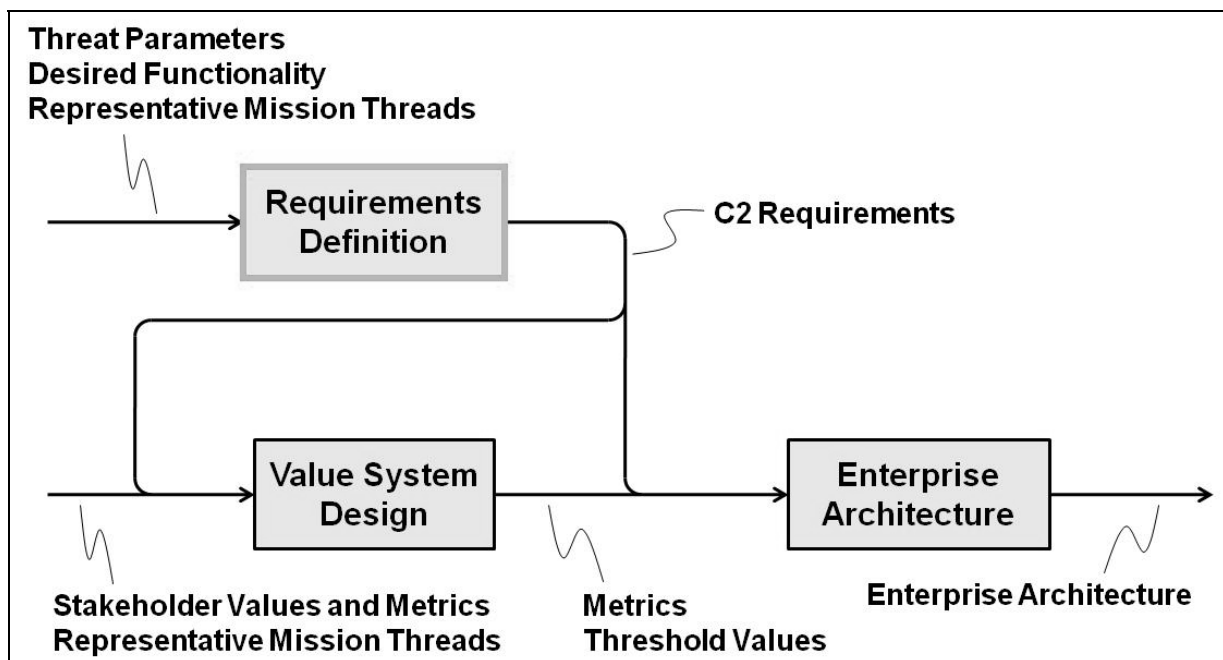 Threat Parameters
Desired Functionality
Representative Mission Threads
Requirements
Definition
C2 Requirements
Value System
Design
Enterprise
Architecture
Stakeholder Values and Metrics
Representative Mission Threads
Metrics
Threshold Values
Enterprise Architecture